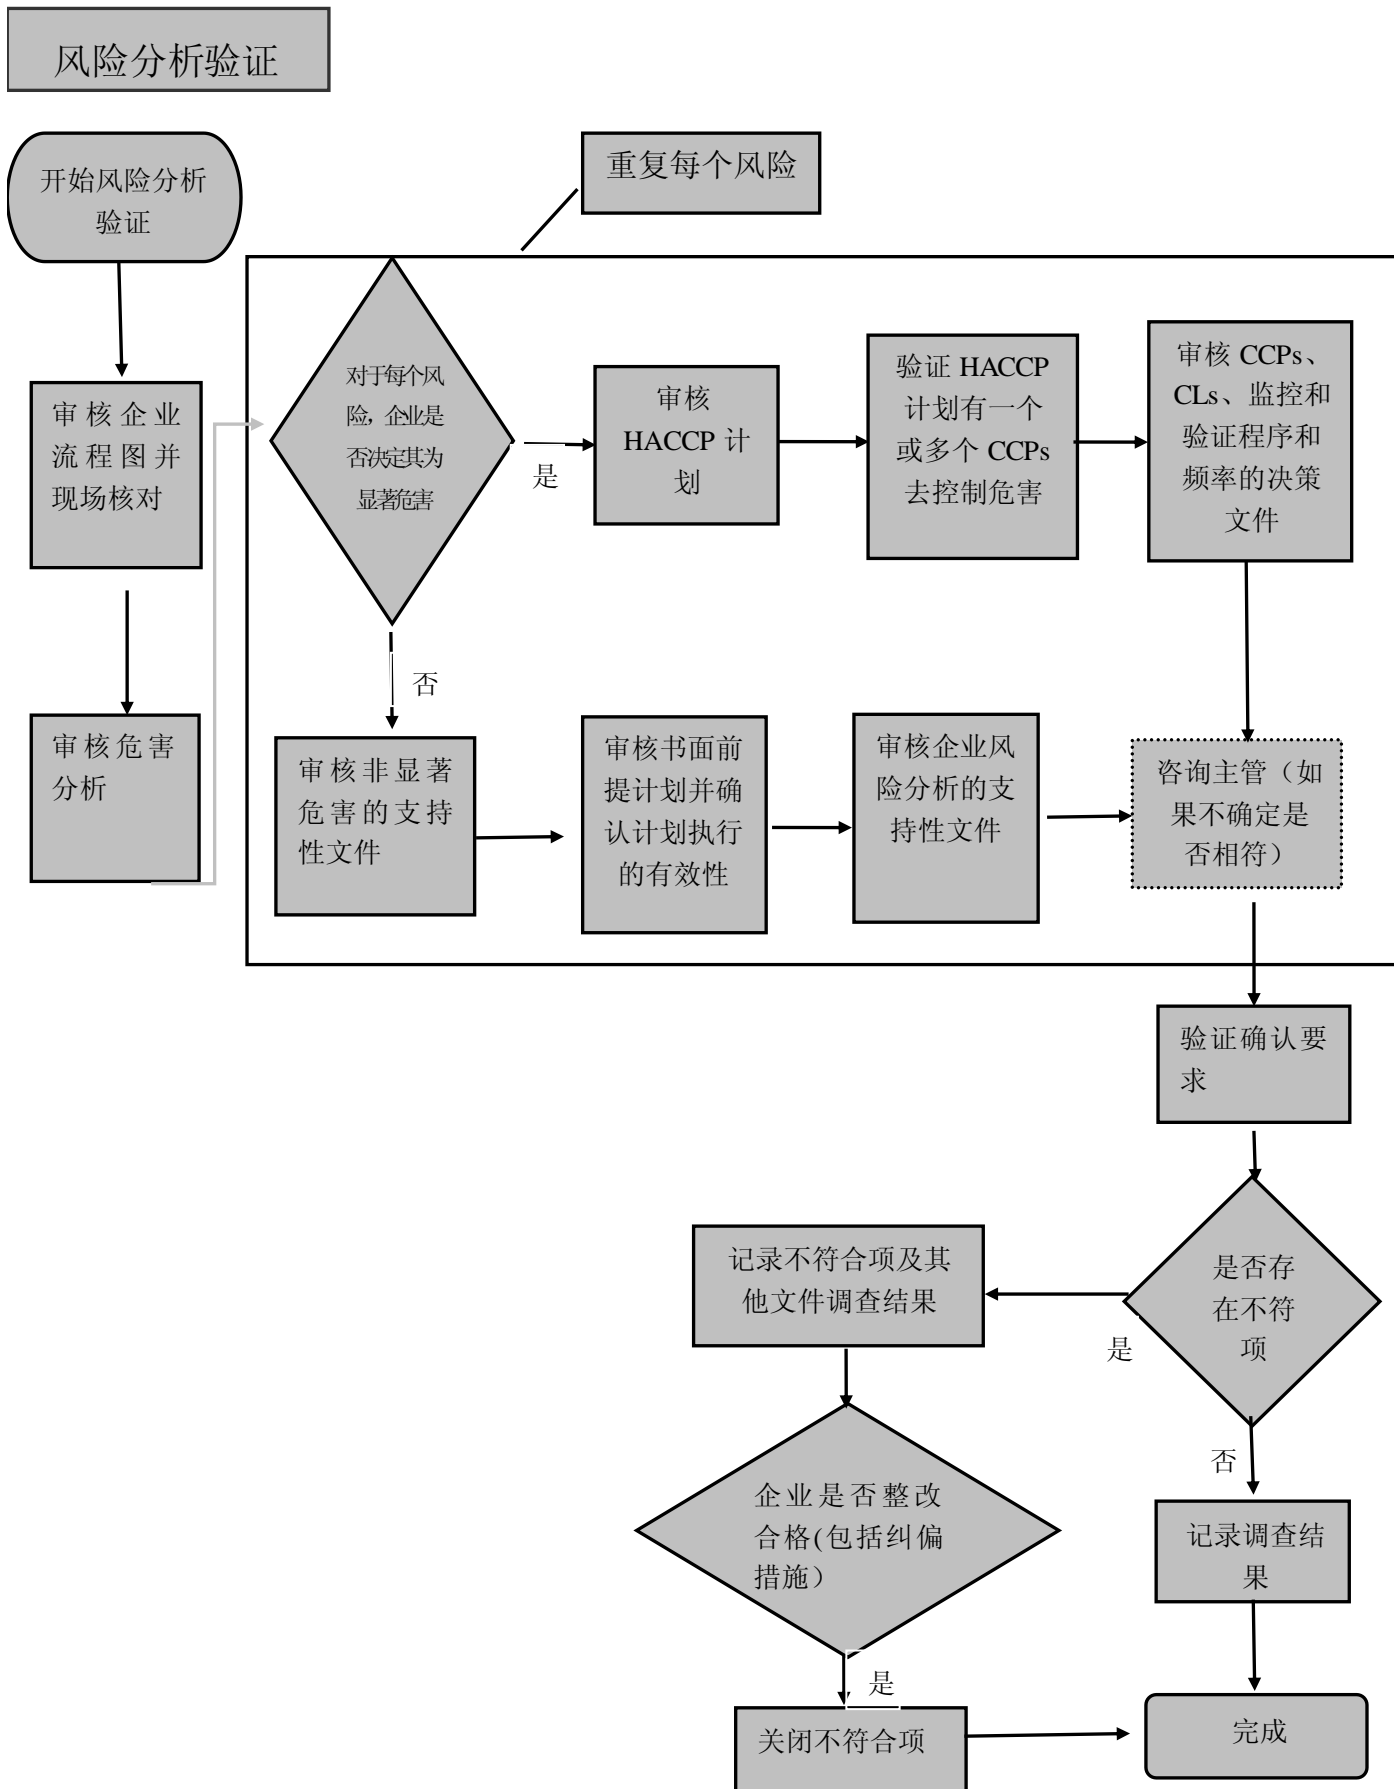 风险分析验证
重复每个风险
开始风险分析
验证
审核企业
流程图并
现场核对
审核危害
分析
对于每个风
险，企业是
否决定其为
显著危害
是
审核
HACCP 计
划
验证 HACCP
计划有一个
或多个 CCPs
去控制危害
审核 CCPs、
CLs、监控和
验证程序和
频率的决策
文件
否
审核非显著
危害的支持
性文件
审核书面前
提计划并确
认计划执行
的有效性
审核企业风
险分析的支
持性文件
咨询主管（如
果不确定是
否相符）
验证确认要
求
是否存
在不符
项
是
记录不符合项及其
他文件调查结果
否
企业是否整改
合格(包括纠偏
措施）
记录调查结
果
是
关闭不符合项
完成